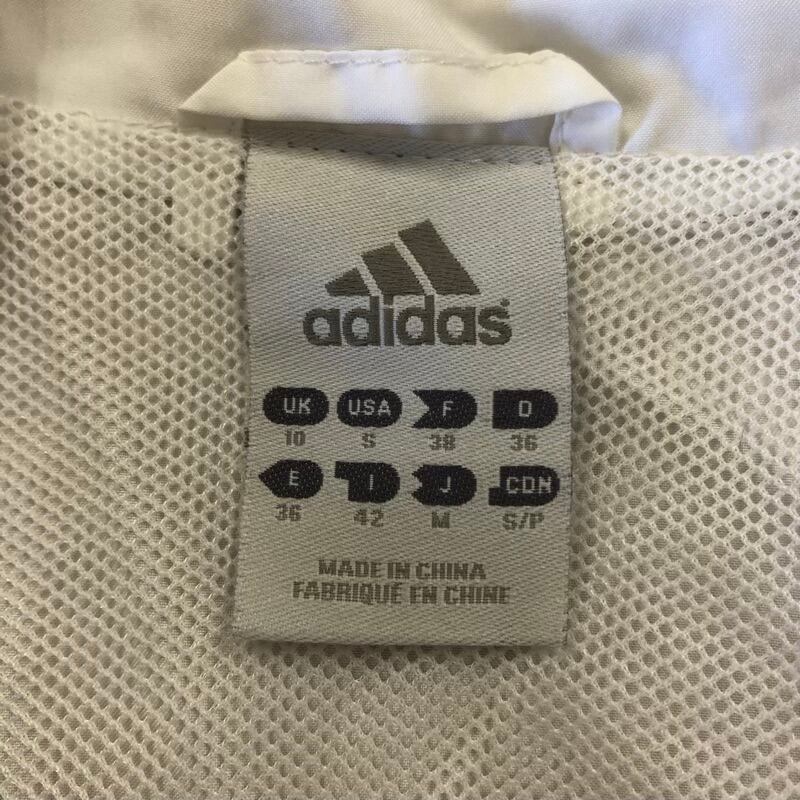 adidas
UK USA F D
10 S 38 36
E I J CDN
36 42 M S/P
MADE IN CHINA
FABRIQUÉ EN CHINE